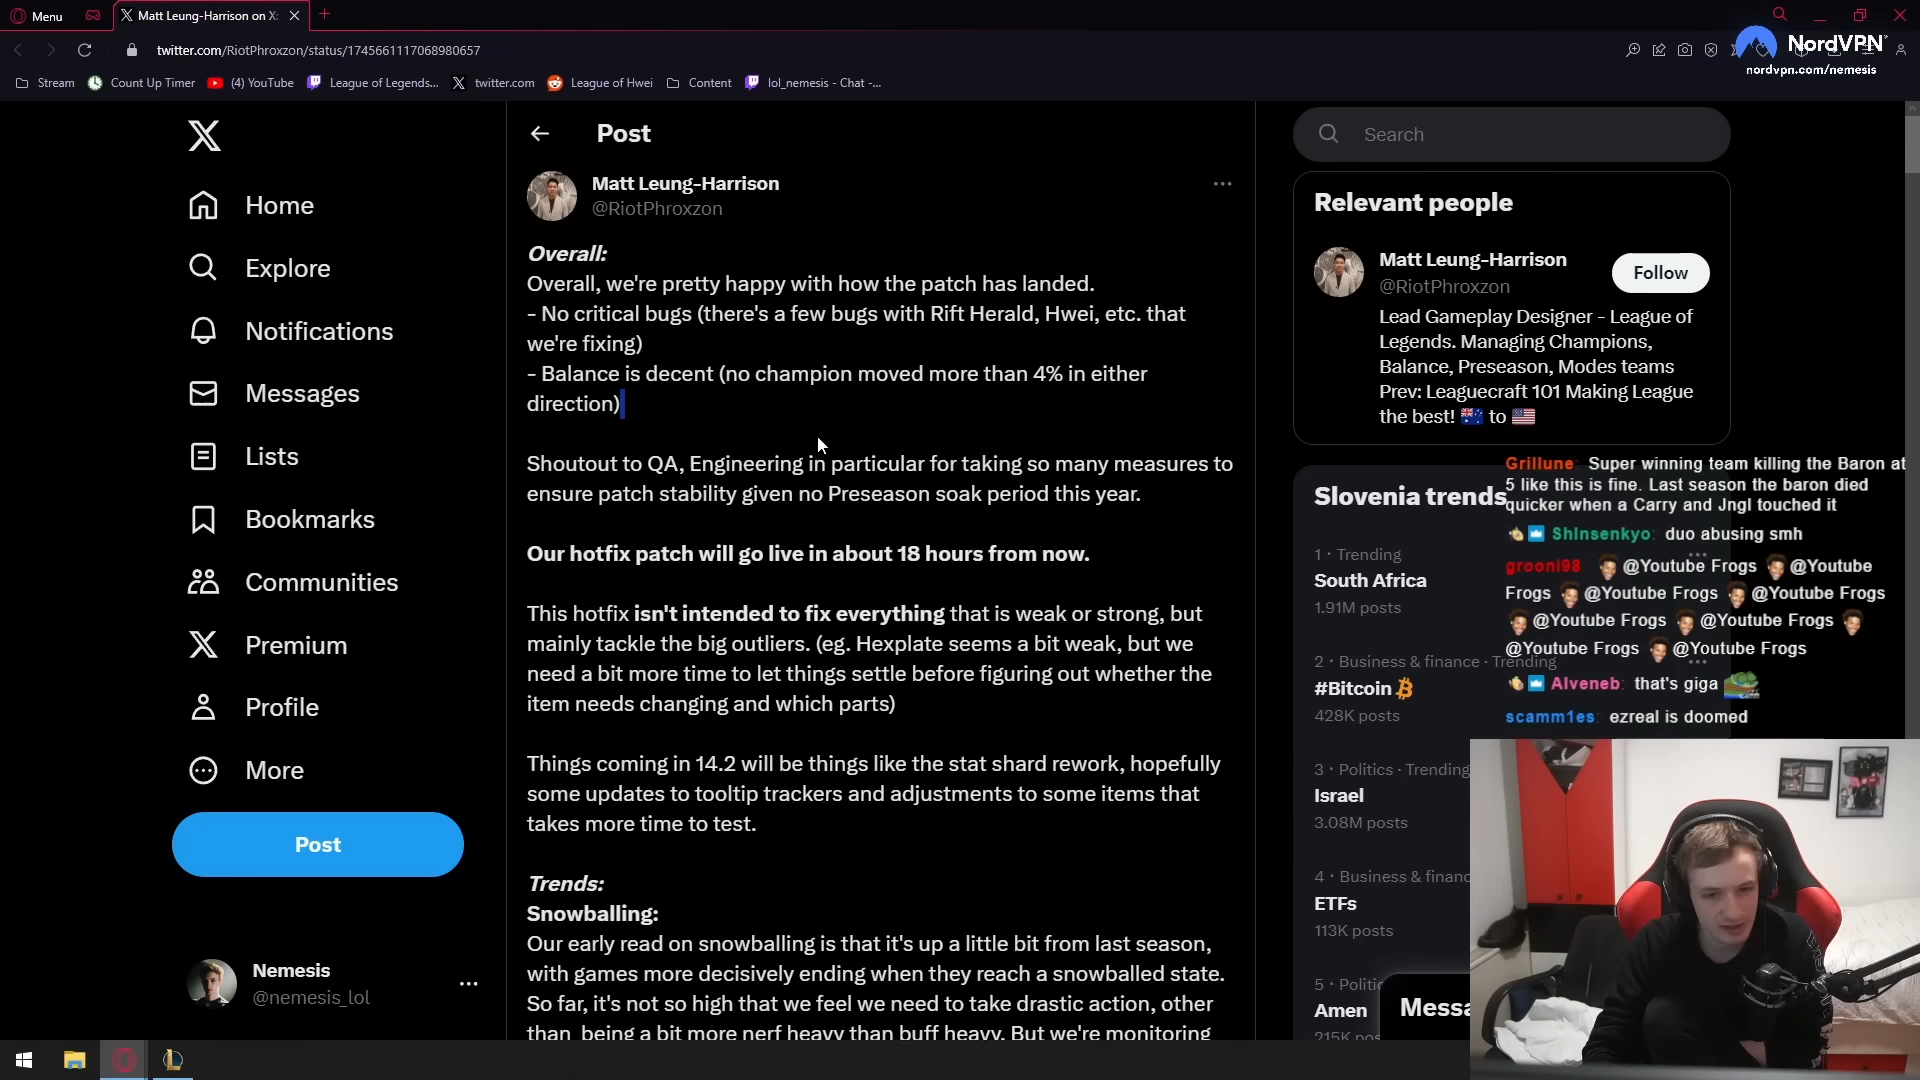 Menu
Matt Leung-Harrison on X:
twitter.com/RiotPhroxzon/status/1745661117068980657
NordVPN
nordvpn.com/nemesis
Stream
Count Up Timer
(4) YouTube
League of Legends...
twitter.com
League of Hwei
Content
lol_nemesis - Chat -...
Home
Explore
Notifications
Messages
Lists
Bookmarks
Communities
Premium
Profile
More
Post
Nemesis
@nemesis_lol
Post
Matt Leung-Harrison
@RiotPhroxzon
Overall:
Overall, we're pretty happy with how the patch has landed.
- No critical bugs (there's a few bugs with Rift Herald, Hwei, etc. that
we're fixing)
- Balance is decent (no champion moved more than 4% in either
direction)
Shoutout to QA, Engineering in particular for taking so many measures to
ensure patch stability given no Preseason soak period this year.
Our hotfix patch will go live in about 18 hours from now.
This hotfix isn't intended to fix everything that is weak or strong, but
mainly tackle the big outliers. (eg. Hexplate seems a bit weak, but we
need a bit more time to let things settle before figuring out whether the
item needs changing and which parts)
Things coming in 14.2 will be things like the stat shard rework, hopefully
some updates to tooltip trackers and adjustments to some items that
takes more time to test.
Trends:
Snowballing:
Our early read on snowballing is that it's up a little bit from last season,
with games more decisively ending when they reach a snowballed state.
So far, it's not so high that we feel we need to take drastic action, other
than being a bit more nerf heavy than buff heavy. But we're monitoring
Search
Relevant people
Matt Leung-Harrison
@RiotPhroxzon
Follow
Lead Gameplay Designer - League of
Legends. Managing Champions,
Balance, Preseason, Modes teams
Prev: Leaguecraft 101 Making League
the best! 🇦🇺 to 🇺🇸
Slovenia trends
1 · Trending
South Africa
1.91M posts
2 · Business & finance · Trending
#Bitcoin
428K posts
3 · Politics · Trending
Israel
3.08M posts
4 · Business & financ
ETFs
113K posts
5 · Politic
Amen
215K pos
Messa
Grillune: Super winning team killing the Baron at
5 like this is fine. Last season the baron died
quicker when a Carry and Jngl touched it
ShInsenkyo: duo abusing smh
grooni98 @Youtube Frogs @Youtube
Frogs @Youtube Frogs @Youtube Frogs
@Youtube Frogs @Youtube Frogs
@Youtube Frogs @Youtube Frogs
Alveneb: that's giga
scamm1es: ezreal is doomed